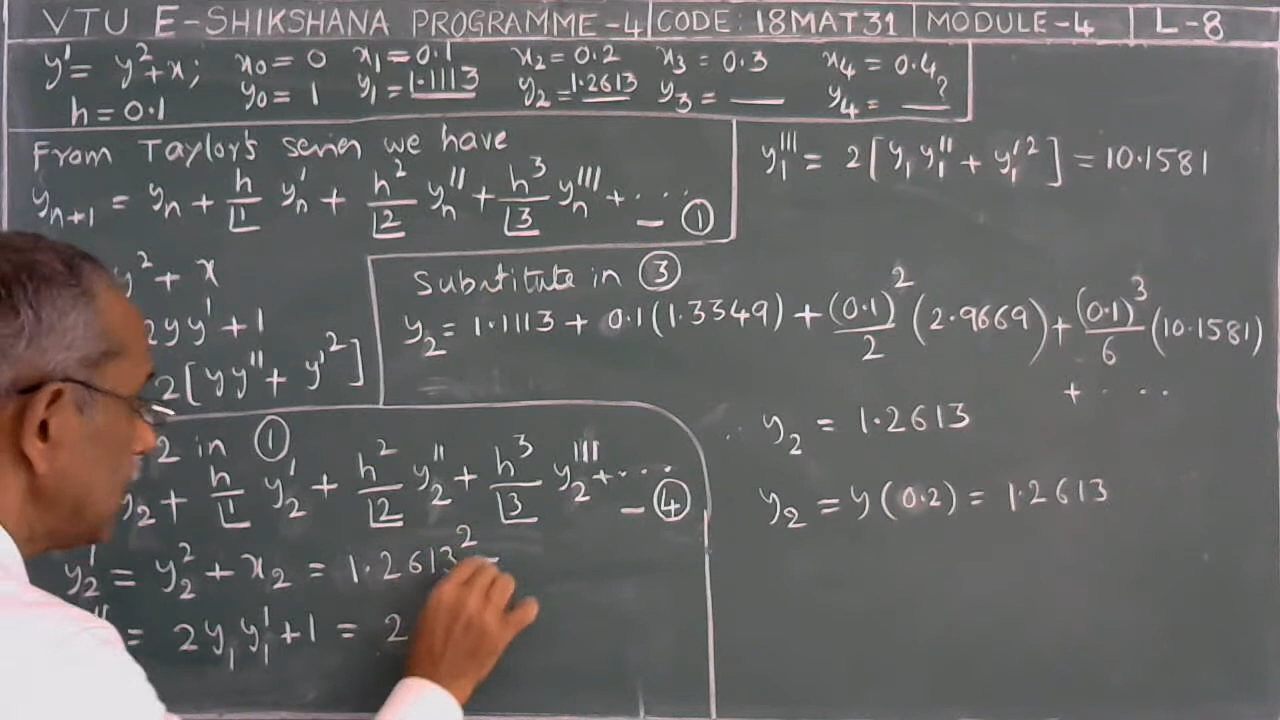 VTU E-SHIKSHANA PROGRAMME-4 CODE: 18MAT31 MODULE-4 L-8
y' = y² + x; x₀ = 0 x₁ = 0.1 x₂ = 0.2 x₃ = 0.3 x₄ = 0.4
h = 0.1 y₀ = 1 y₁ = 1.1113 y₂ = 1.2613 y₃ = __ y₄ = __?
From Taylor's series we have
yₙ₊₁ = yₙ + h/⌊1 yₙ' + h²/⌊2 yₙ'' + h³/⌊3 yₙ''' + ... — ①
y₁''' = 2[y₁y₁'' + y₁'²] = 10.1581
y² + x
2yy' + 1
2[yy'' + y'²]
Substitute in ③
y₂ = 1.1113 + 0.1(1.3349) + (0.1)²/2 (2.9669) + (0.1)³/6 (10.1581)
+ ...
y₂ = 1.2613
y₂ = y(0.2) = 1.2613
2 in ①
y₂ + h/⌊1 y₂' + h²/⌊2 y₂'' + h³/⌊3 y₂''' + .... — ④
y₂' = y₂² + x₂ = 1.2613²
'' = 2y₁y₁' + 1 = 2